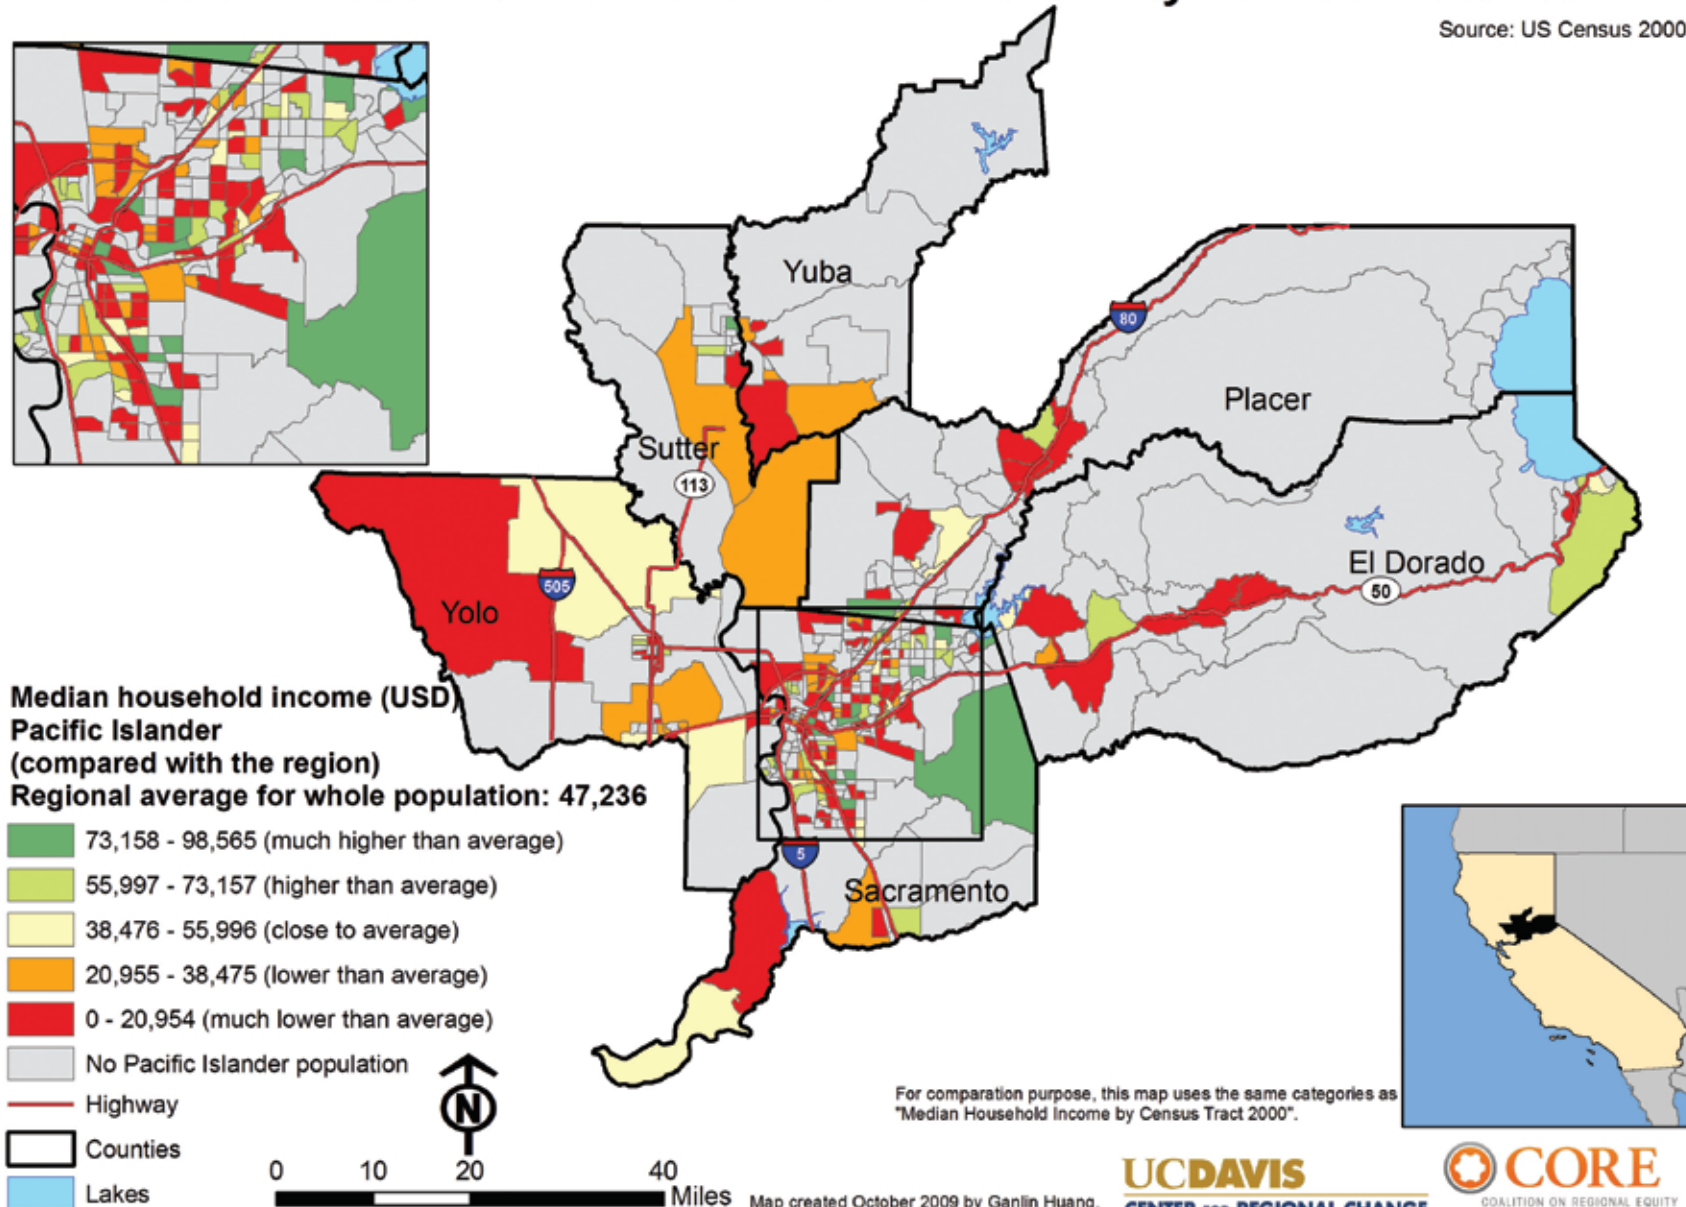 Source: US Census 2000
Yuba
80
Placer
Sutter
113
505
Yolo
El Dorado
50
5
Sacramento
Median household income (USD)
Pacific Islander
(compared with the region)
Regional average for whole population: 47,236
73,158 - 98,565 (much higher than average)
55,997 - 73,157 (higher than average)
38,476 - 55,996 (close to average)
20,955 - 38,475 (lower than average)
0 - 20,954 (much lower than average)
No Pacific Islander population
Highway
Counties
Lakes
N
0 10 20 40
Miles
For comparation purpose, this map uses the same categories as
"Median Household Income by Census Tract 2000".
Map created October 2009 by Ganlin Huang.
UCDAVIS
CENTER FOR REGIONAL CHANGE
CORE
COALITION ON REGIONAL EQUITY